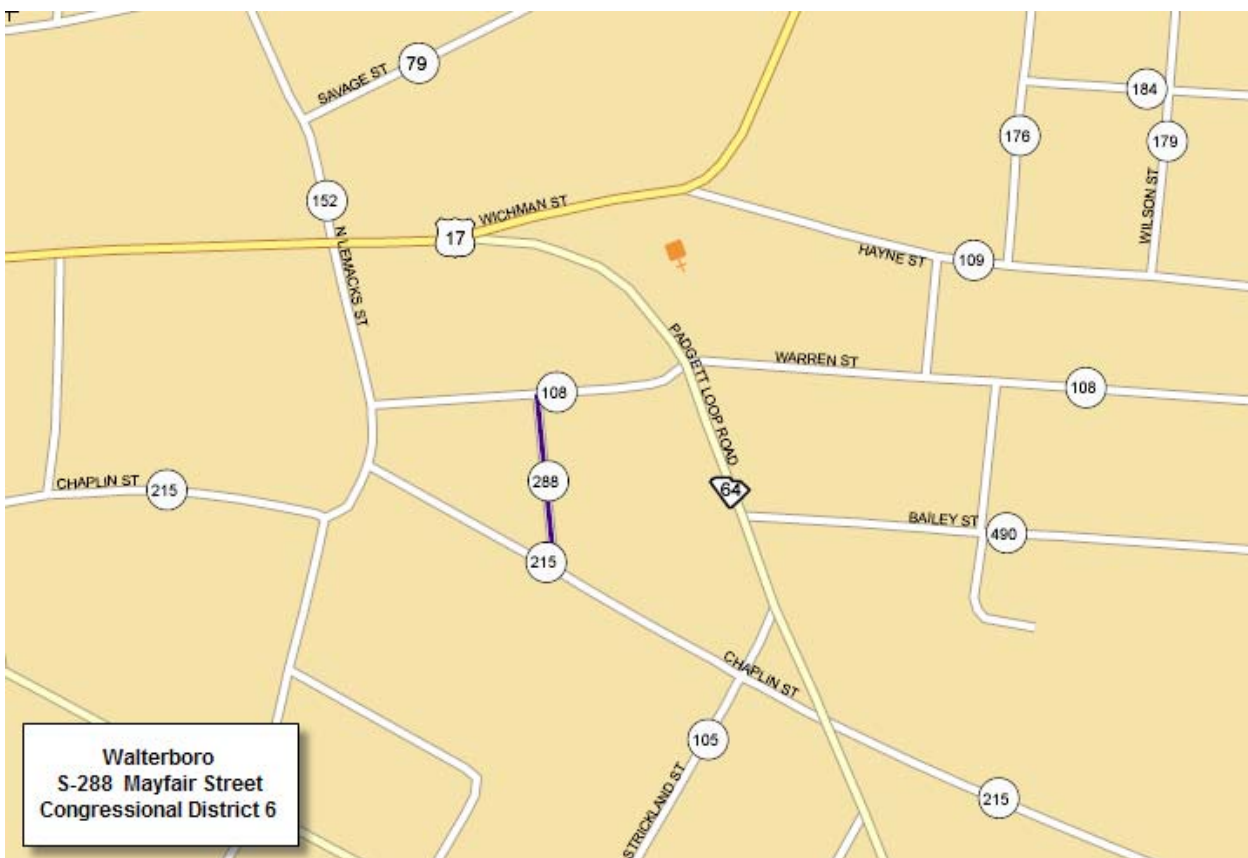 SAVAGE ST
79
184
176
179
WILSON ST
152
WICHMAN ST
17
N LEMACKS ST
HAYNE ST
109
PADGETT LOOP ROAD
WARREN ST
108
108
CHAPLIN ST
215
288
64
BAILEY ST
490
215
CHAPLIN ST
105
STRICKLAND ST
215
Walterboro
S-288 Mayfair Street
Congressional District 6